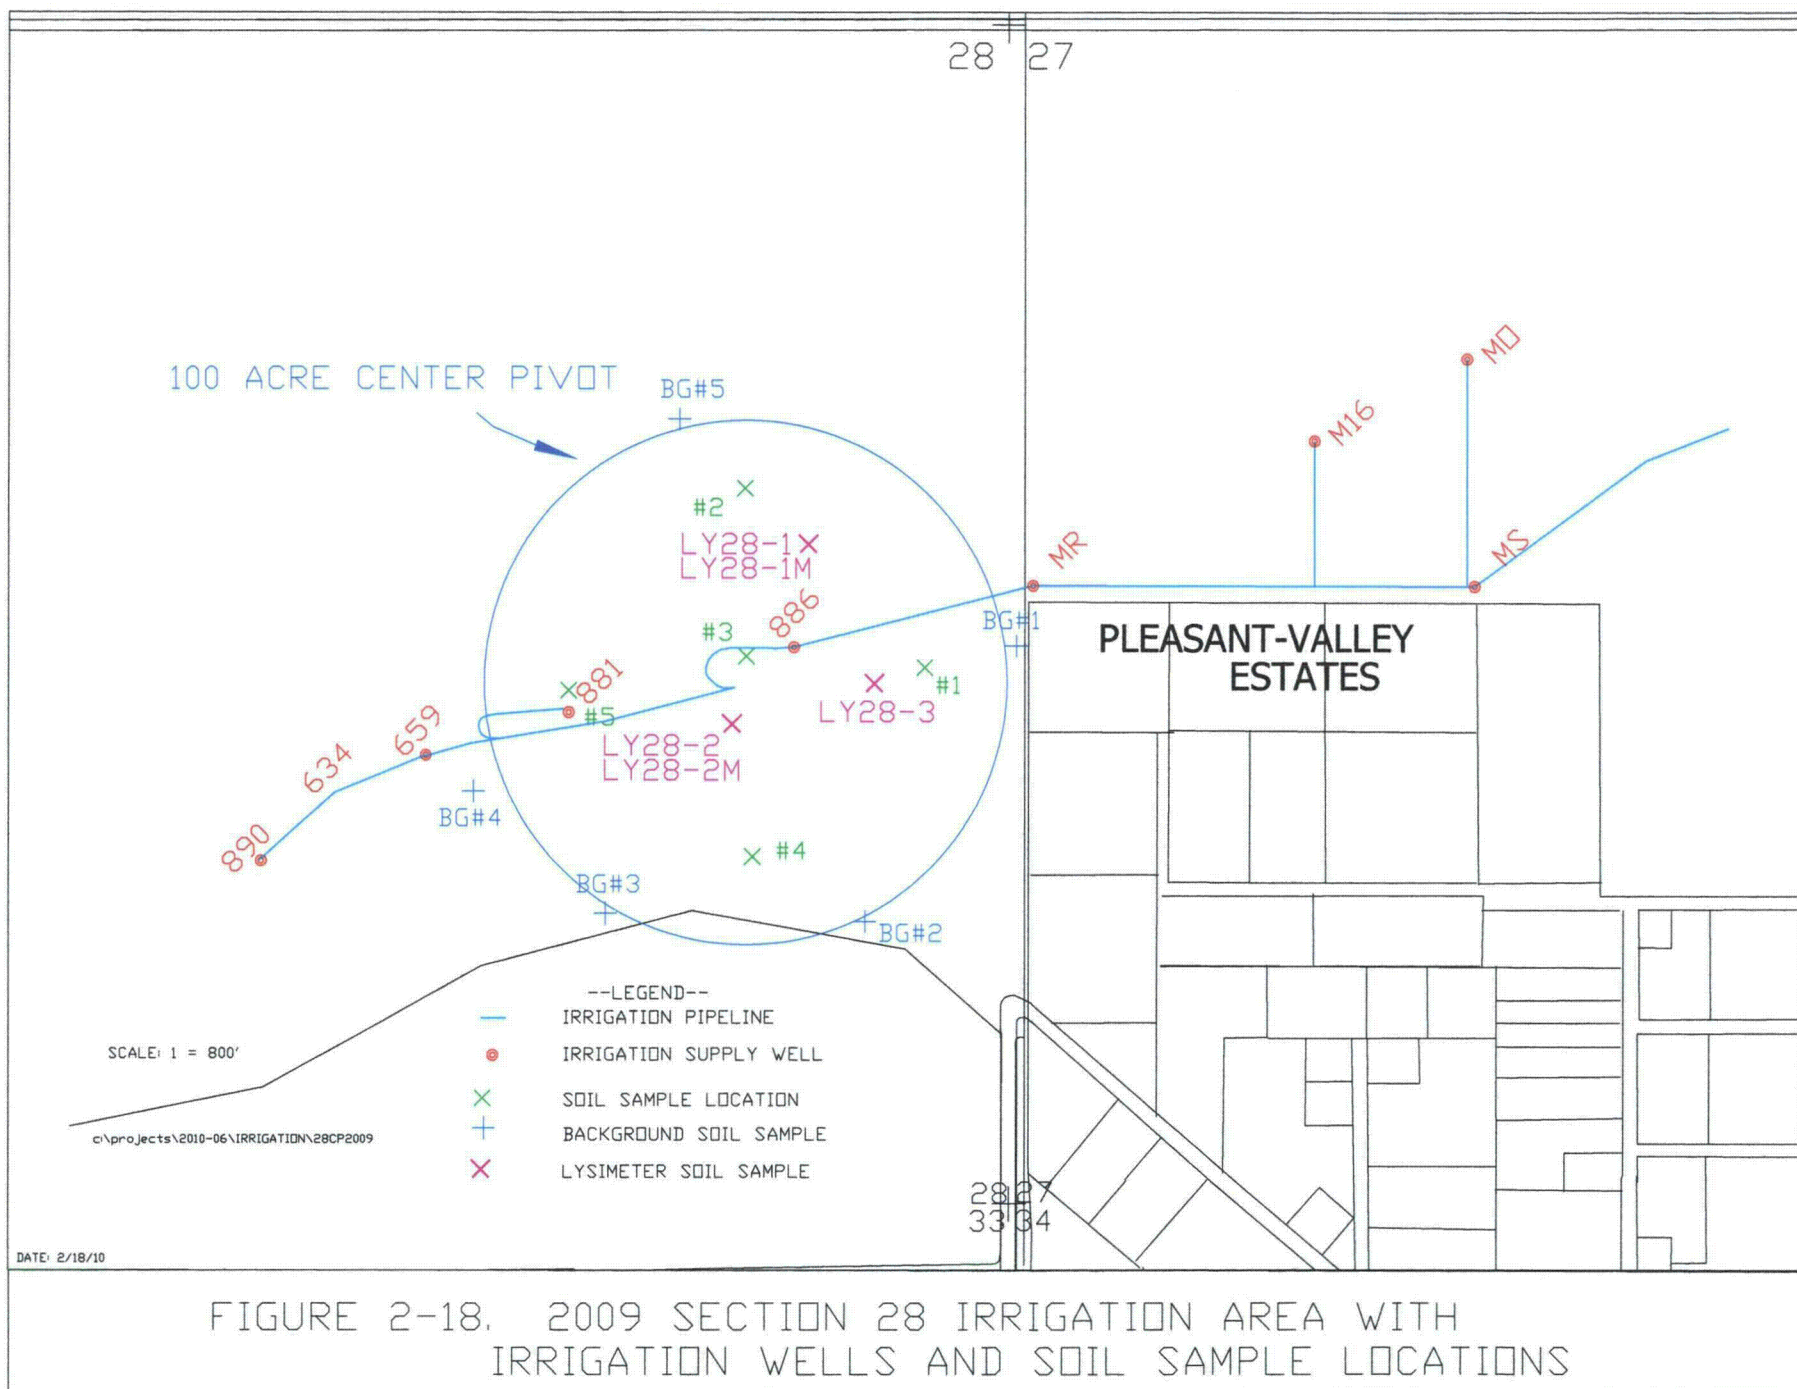 28 27
100 ACRE CENTER PIVOT
BG#5
MO
M16
#2
LY28-1
LY28-1M
MR
MS
886
#3
BG#1
PLEASANT-VALLEY
ESTATES
881
#1
#5
LY28-3
659
LY28-2
LY28-2M
634
BG#4
890
#4
BG#3
BG#2
--LEGEND--
IRRIGATION PIPELINE
SCALE: 1 = 800'
IRRIGATION SUPPLY WELL
SOIL SAMPLE LOCATION
BACKGROUND SOIL SAMPLE
c:\projects\2010-06\IRRIGATION\28CP2009
LYSIMETER SOIL SAMPLE
28 27
33 34
DATE: 2/18/10
FIGURE 2-18. 2009 SECTION 28 IRRIGATION AREA WITH
IRRIGATION WELLS AND SOIL SAMPLE LOCATIONS